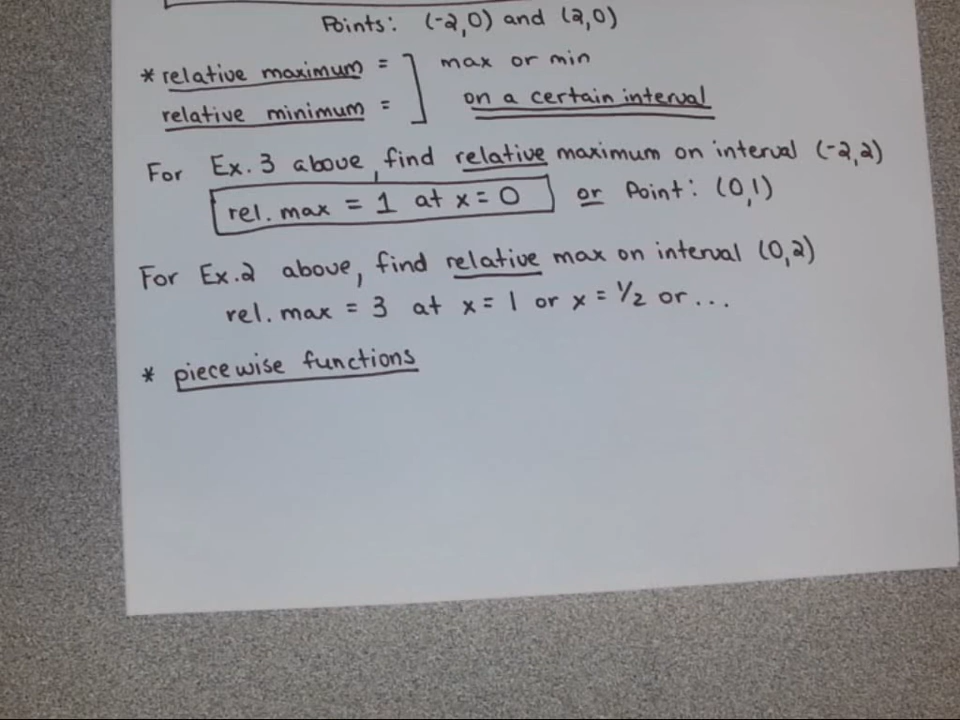 Points: (-2,0) and (2,0)
* relative maximum = ] max or min
relative minimum = ] on a certain interval
For Ex. 3 above, find relative maximum on interval (-2,2)
rel. max = 1 at x = 0 or Point: (0,1)
For Ex. 2 above, find relative max on interval (0,2)
rel. max = 3 at x = 1 or x = 1/2 or ...
* piecewise functions